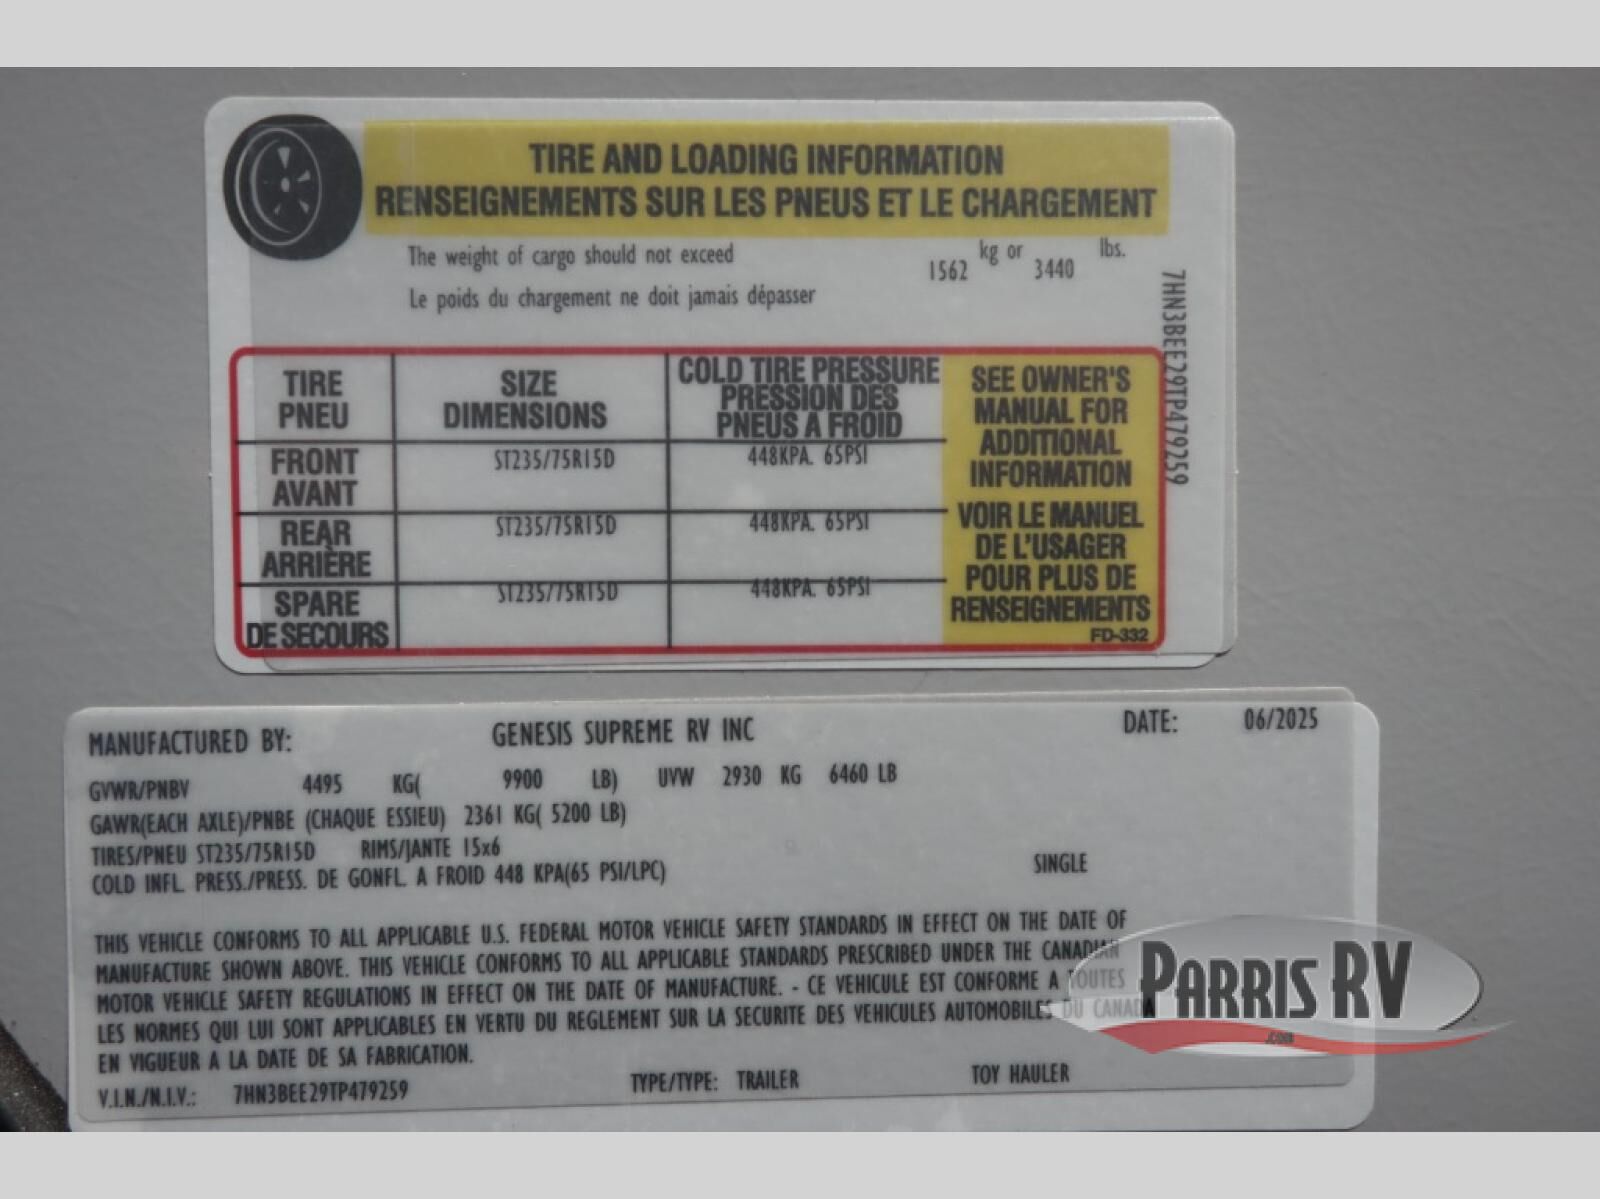 TIRE AND LOADING INFORMATION
RENSEIGNEMENTS SUR LES PNEUS ET LE CHARGEMENT
The weight of cargo should not exceed 1562 kg or 3440 lbs.
Le poids du chargement ne doit jamais dépasser
7HN3BEE29TP479259
TIRE
PNEU
SIZE
DIMENSIONS
COLD TIRE PRESSURE
PRESSION DES
PNEUS A FROID
FRONT
AVANT
ST235/75R15D
448KPA. 65PSI
REAR
ARRIÈRE
ST235/75R15D
448KPA. 65PSI
SPARE
DE SECOURS
ST235/75R15D
448KPA. 65PSI
SEE OWNER'S
MANUAL FOR
ADDITIONAL
INFORMATION
VOIR LE MANUEL
DE L'USAGER
POUR PLUS DE
RENSEIGNEMENTS
FD-332
MANUFACTURED BY: GENESIS SUPREME RV INC DATE: 06/2025
GVWR/PNBV 4495 KG( 9900 LB) UVW 2930 KG 6460 LB
GAWR(EACH AXLE)/PNBE (CHAQUE ESSIEU) 2361 KG( 5200 LB)
TIRES/PNEU ST235/75R15D RIMS/JANTE 15x6
COLD INFL. PRESS./PRESS. DE GONFL. A FROID 448 KPA(65 PSI/LPC) SINGLE
THIS VEHICLE CONFORMS TO ALL APPLICABLE U.S. FEDERAL MOTOR VEHICLE SAFETY STANDARDS IN EFFECT ON THE DATE OF
MANUFACTURE SHOWN ABOVE. THIS VEHICLE CONFORMS TO ALL APPLICABLE STANDARDS PRESCRIBED UNDER THE CANADIAN
MOTOR VEHICLE SAFETY REGULATIONS IN EFFECT ON THE DATE OF MANUFACTURE. - CE VEHICULE EST CONFORME A TOUTES
LES NORMES QUI LUI SONT APPLICABLES EN VERTU DU REGLEMENT SUR LA SECURITE DES VEHICULES AUTOMOBILES DU CANADA
EN VIGUEUR A LA DATE DE SA FABRICATION.
V.I.N./N.I.V.: 7HN3BEE29TP479259 TYPE/TYPE: TRAILER TOY HAULER
PARRIS RV
.COM